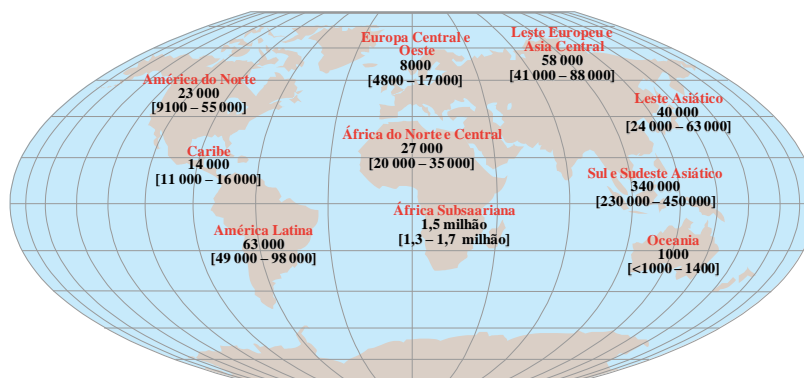 Europa Central e
Oeste
8000
[4800 – 17 000]
Leste Europeu e
Ásia Central
58 000
[41 000 – 88 000]
América do Norte
23 000
[9100 – 55 000]
Leste Asiático
40 000
[24 000 – 63 000]
África do Norte e Central
27 000
[20 000 – 35 000]
Caribe
14 000
[11 000 – 16 000]
Sul e Sudeste Asiático
340 000
[230 000 – 450 000]
África Subsaariana
1,5 milhão
[1,3 – 1,7 milhão]
América Latina
63 000
[49 000 – 98 000]
Oceania
1000
[<1000 – 1400]